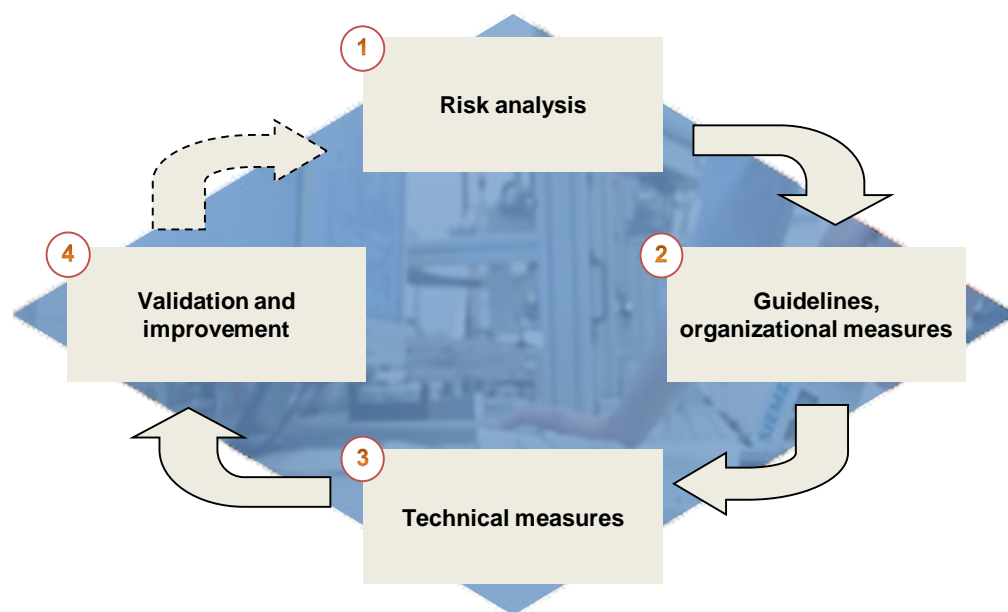 1
Risk analysis
2
Guidelines,
organizational measures
3
Technical measures
4
Validation and
improvement